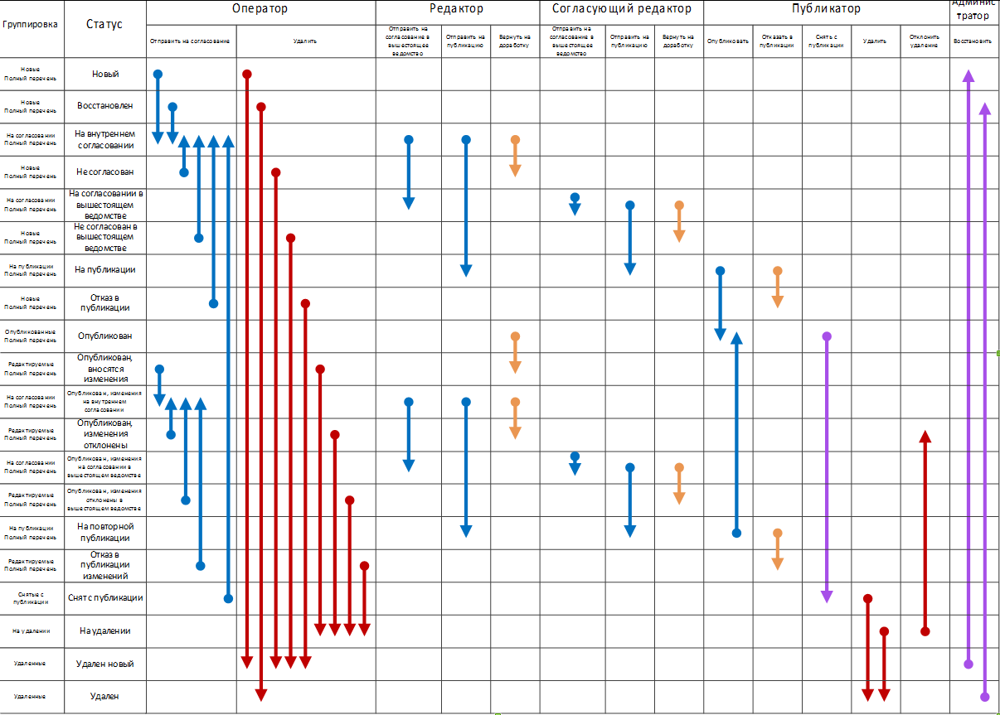 Группировка
Статус
Оператор
Редактор
Согласующий редактор
Публикатор
Админис
тратор
Отправить на согласование
Удалить
Отправить на
согласование в
вышестоящее
ведомство
Отправить на
публикацию
Вернуть на
доработку
Отправить на
согласование в
вышестоящее
ведомство
Отправить на
публикацию
Вернуть на
доработку
Опубликовать
Отказать в
публикации
Снять с
публикации
Удалить
Отклонить
удаление
Восстановить
Новые
Полный перечень
Новый
Новые
Полный перечень
Восстановлен
На согласовании
Полный перечень
На внутреннем
согласовании
Новые
Полный перечень
Не согласован
На согласовании
Полный перечень
На согласовании в
вышестоящем
ведомстве
Новые
Полный перечень
Не согласован в
вышестоящем
ведомстве
На публикации
Полный перечень
На публикации
Новые
Полный перечень
Отказ в
публикации
Опубликованные
Полный перечень
Опубликован
Редактируемые
Полный перечень
Опубликован,
вносятся
изменения
На согласовании
Полный перечень
Опубликован, изменения
на внутреннем
согласовании
Редактируемые
Полный перечень
Опубликован,
изменения
отклонены
На согласовании
Полный перечень
Опубликован, изменения
на согласовании в
вышестоящем ведомстве
Редактируемые
Полный перечень
Опубликован, изменения
отклонены в
вышестоящем ведомстве
На публикации
Полный перечень
На повторной
публикации
Редактируемые
Полный перечень
Отказ в
публикации
изменений
Снятые с
публикации
Снят с публикации
На удалении
На удалении
Удаленные
Удален новый
Удаленные
Удален